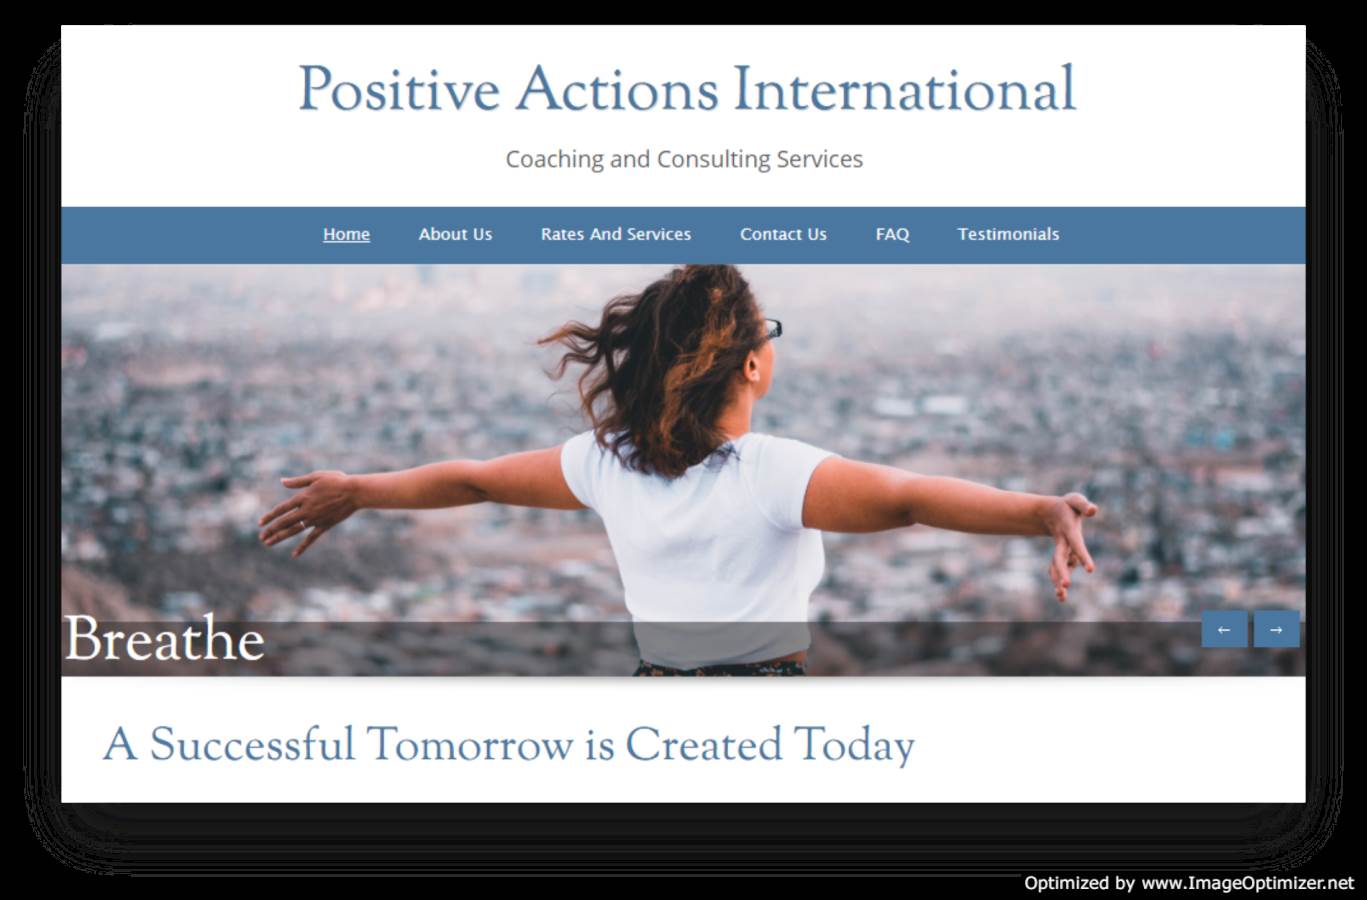 Positive Actions International
Coaching and Consulting Services
Home About Us Rates And Services Contact Us FAQ Testimonials
Breathe
← →
A Successful Tomorrow is Created Today
Optimized by www.ImageOptimizer.net